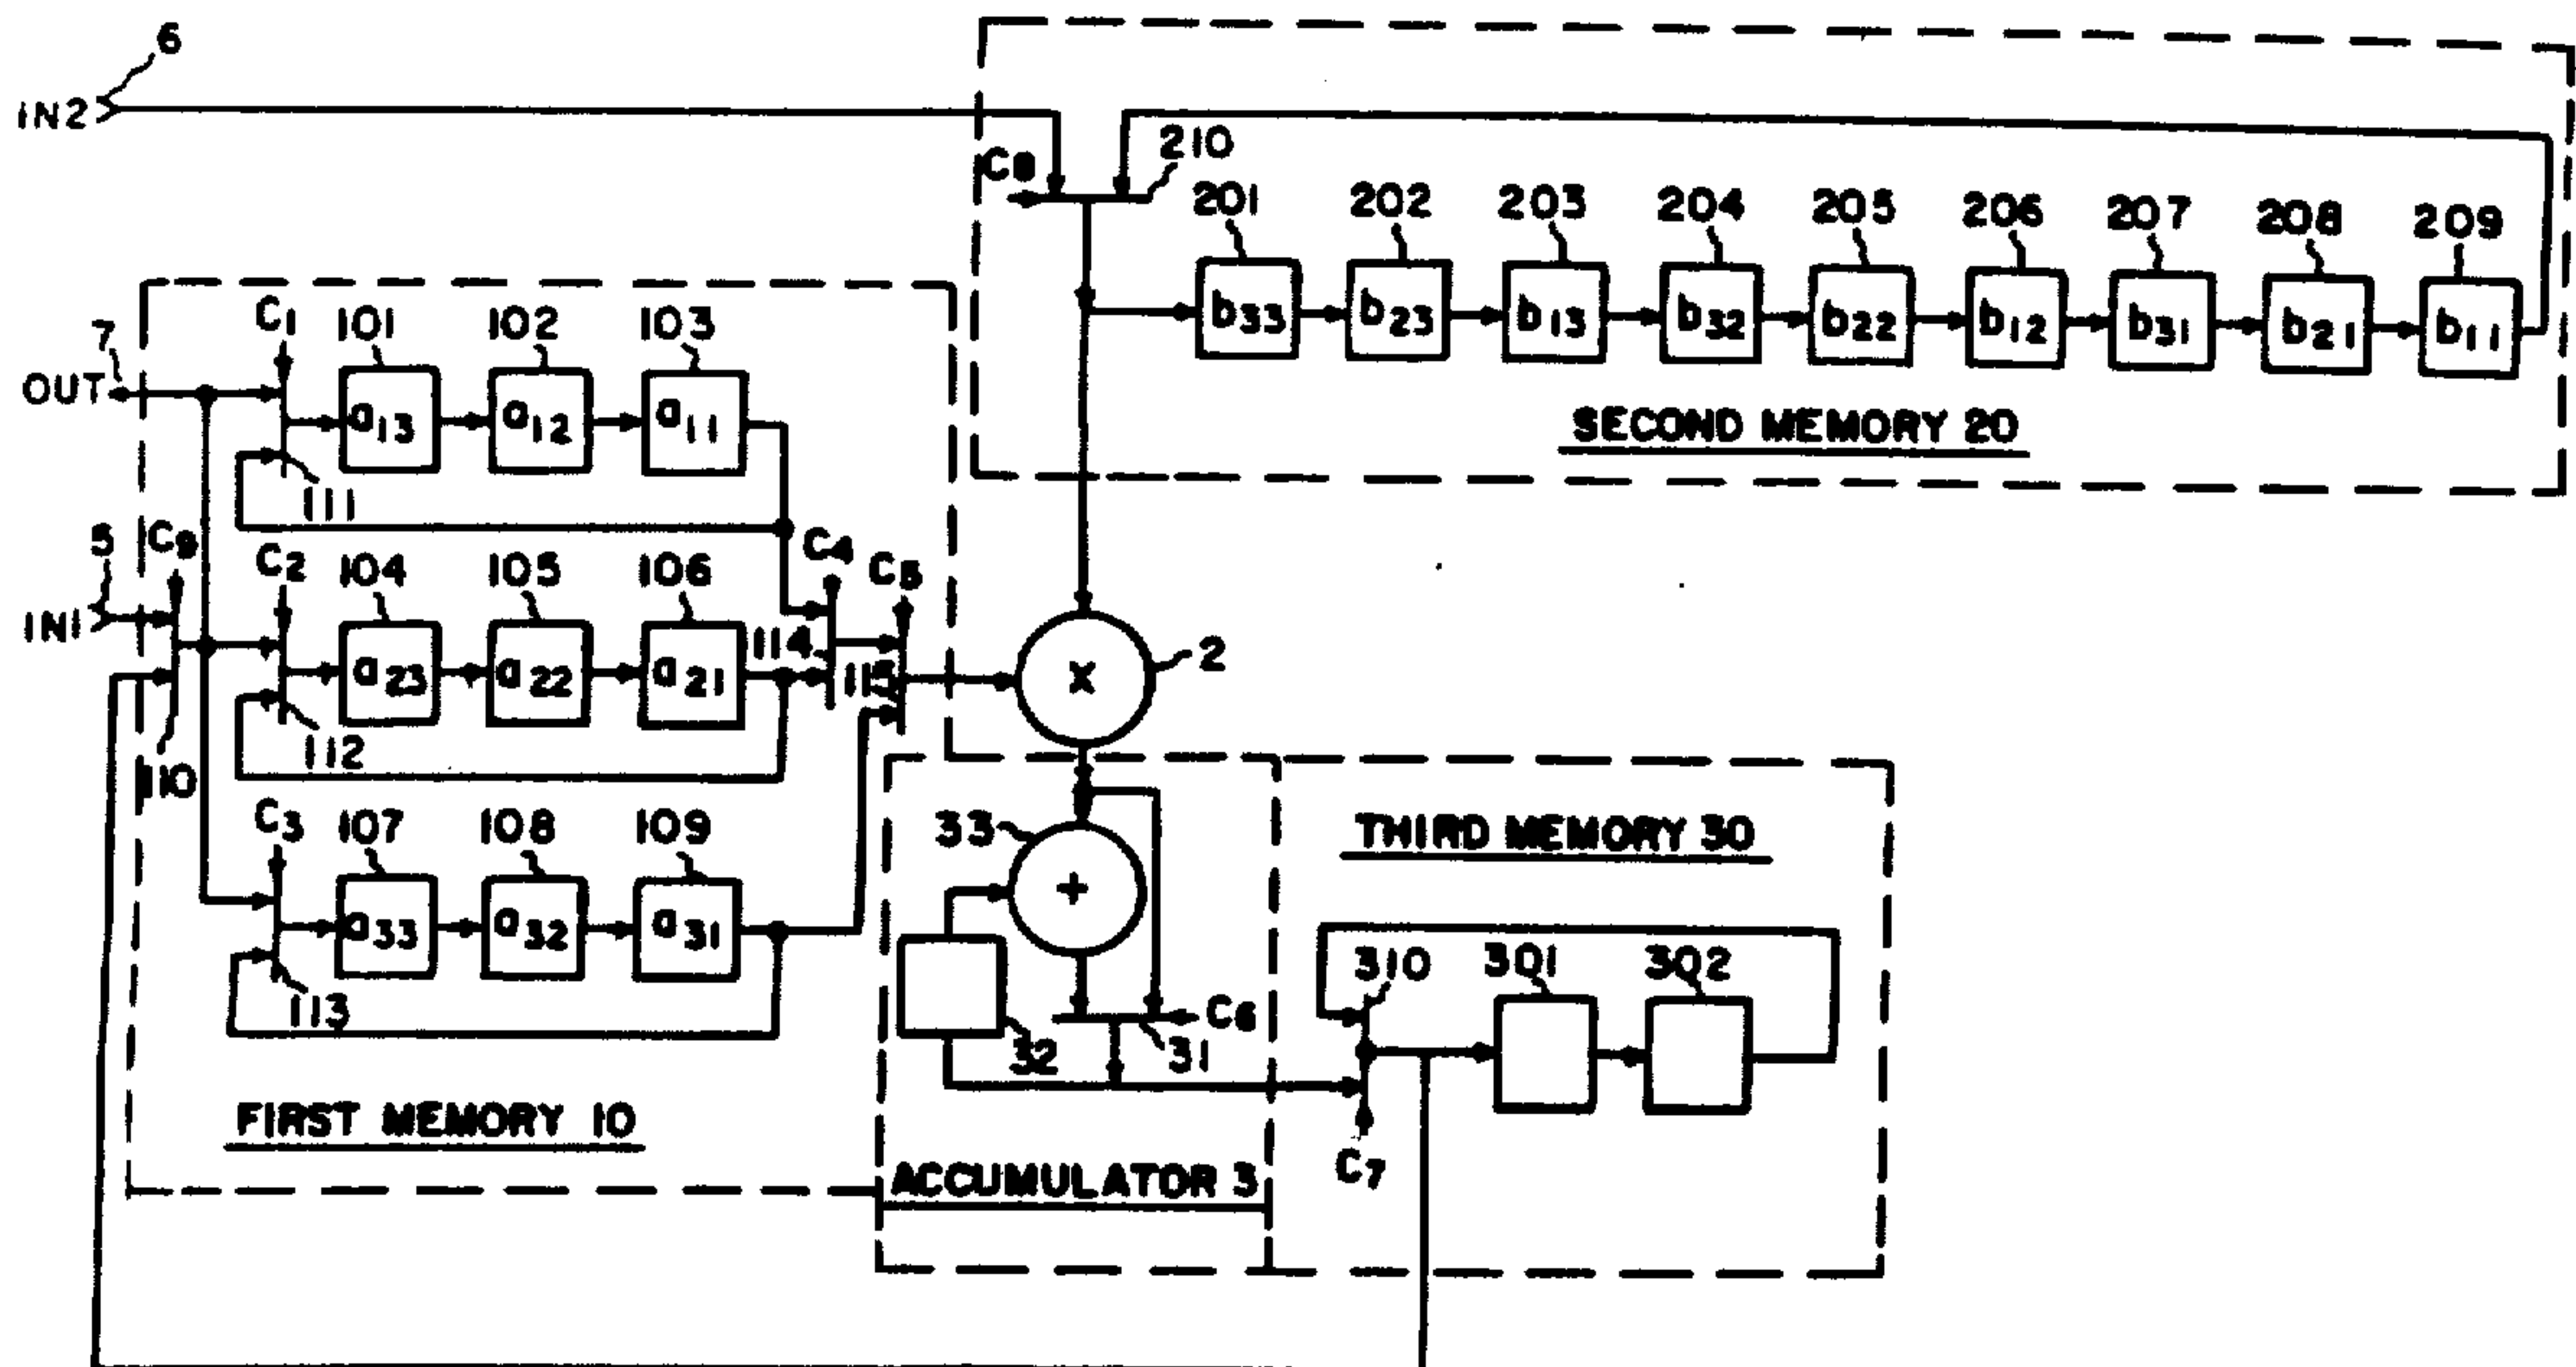 6
IN2
C8
210
201 202 203 204 205 206 207 208 209
b33 b23 b13 b32 b22 b12 b31 b21 b11
SECOND MEMORY 20
7
OUT
C1 101 102 103
a13 a12 a11
111
5
IN1
C9
110
C2 104 105 106
a23 a22 a21
112
C4
C5
114
115
X
2
C3 107 108 109
a33 a32 a31
113
FIRST MEMORY 10
33
+
32
31
C6
ACCUMULATOR 3
THIRD MEMORY 30
310 301 302
C7